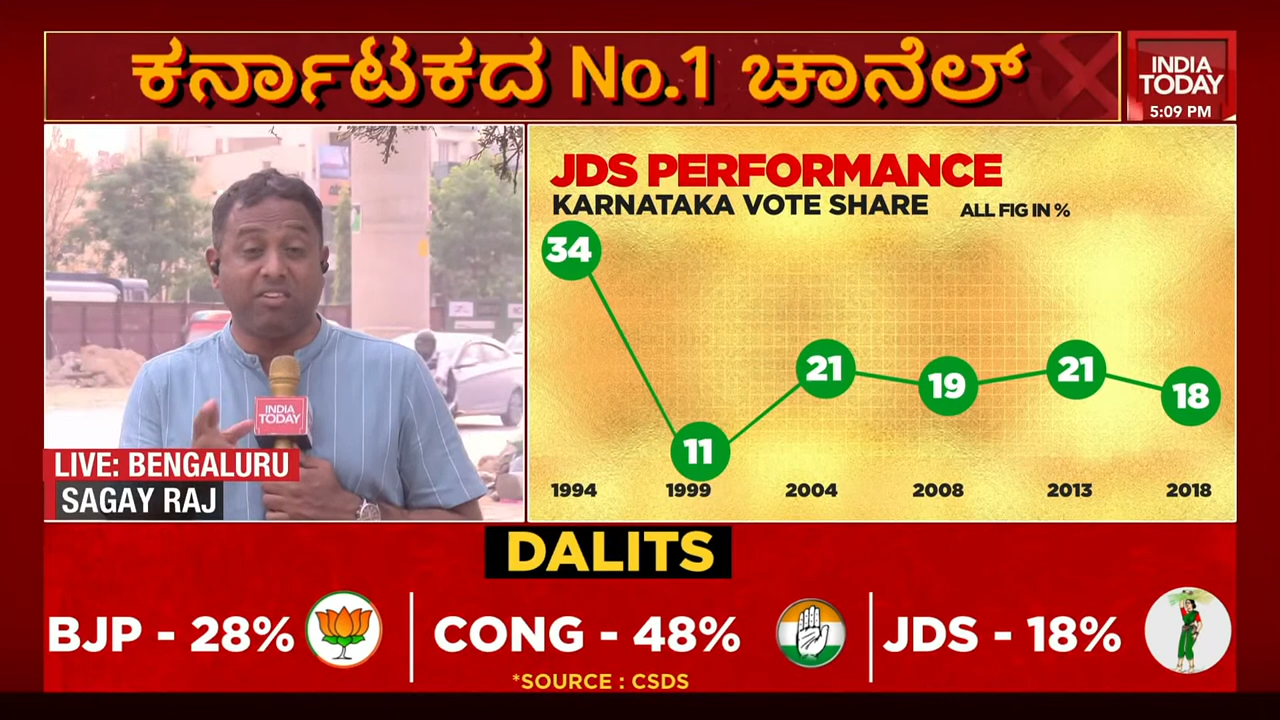 ಕರ್ನಾಟಕದ No.1 ಚಾನೆಲ್
INDIA
TODAY
5:09 PM
JDS PERFORMANCE
KARNATAKA VOTE SHARE ALL FIG IN %
34
11
21
19
21
18
1994 1999 2004 2008 2013 2018
INDIA
TODAY
LIVE: BENGALURU
SAGAY RAJ
DALITS
BJP - 28% CONG - 48% JDS - 18%
*SOURCE : CSDS